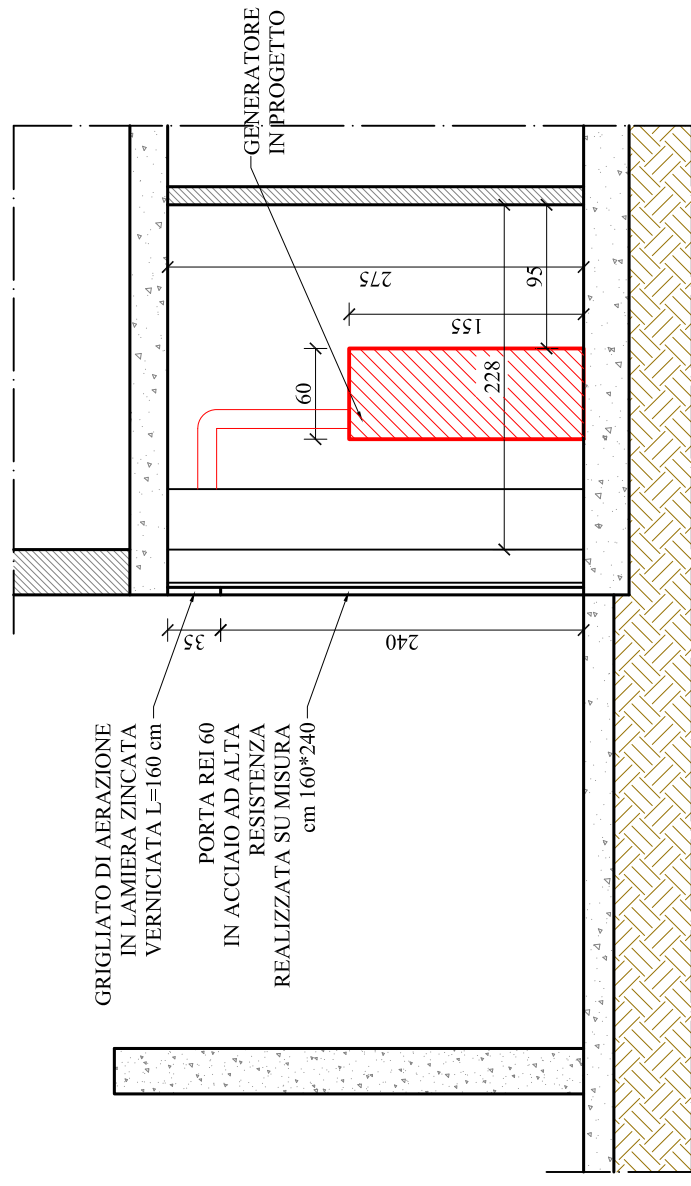 GENERATORE
IN PROGETTO
275
95
155
228
60
35
240
GRIGLIATO DI AERAZIONE
IN LAMIERA ZINCATA
VERNICIATA L=160 cm
PORTA REI 60
IN ACCIAIO AD ALTA
RESISTENZA
REALIZZATA SU MISURA
cm 160*240